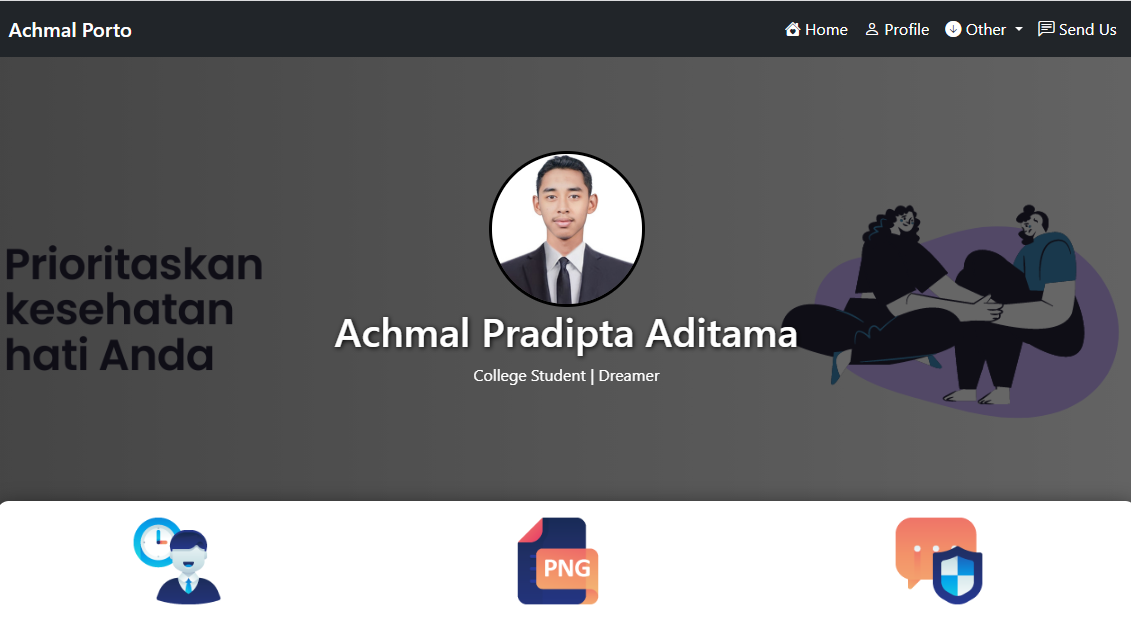 Achmal Porto
Home
Profile
Other
Send Us
Prioritaskan
kesehatan
hati Anda
Achmal Pradipta Aditama
College Student | Dreamer
PNG